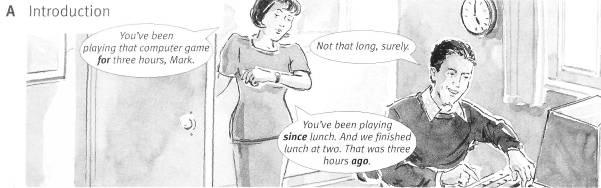 A Introduction
You've been
playing that computer game
for three hours, Mark.
Not that long, surely.
You've been playing
since lunch. And we finished
lunch at two. That was three
hours ago.